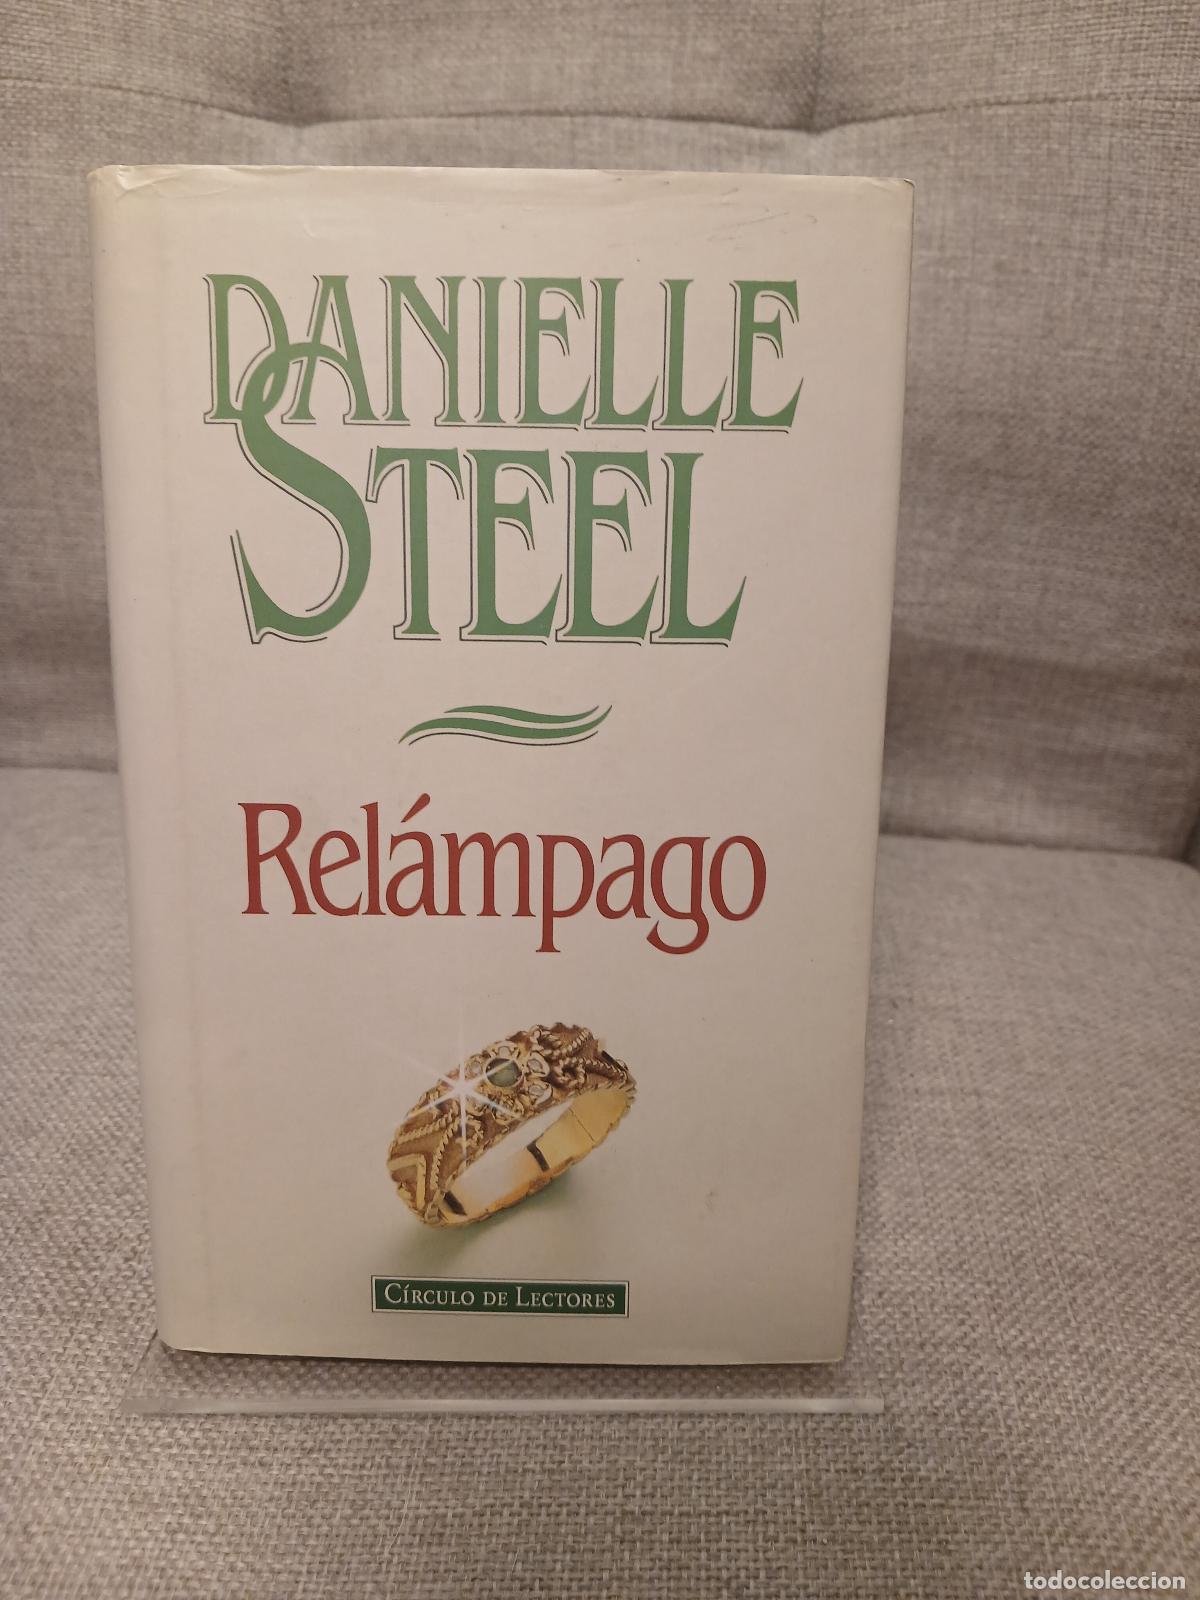 DANIELLE
STEEL
Relámpago
CÍRCULO DE LECTORES
todocoleccion